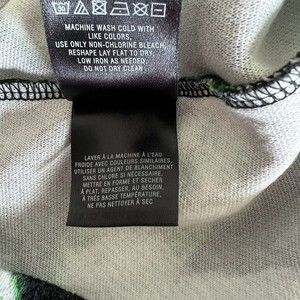 MACHINE WASH COLD WITH
LIKE COLORS,
USE ONLY NON-CHLORINE BLEACH,
RESHAPE LAY FLAT TO DRY,
LOW IRON AS NEEDED,
DO NOT DRY CLEAN.
LAVER À LA MACHINE À L'EAU
FROIDE AVEC COULEURS SIMILAIRES,
UTILISER UN AGENT DE BLANCHIMENT
SANS CHLORE SI NÉCESSAIRE,
METTRE EN FORME ET SÉCHER
À PLAT, REPASSER, AU BESOIN,
À TRÈS BASSE TEMPÉRATURE,
NE PAS NETTOYER À SEC